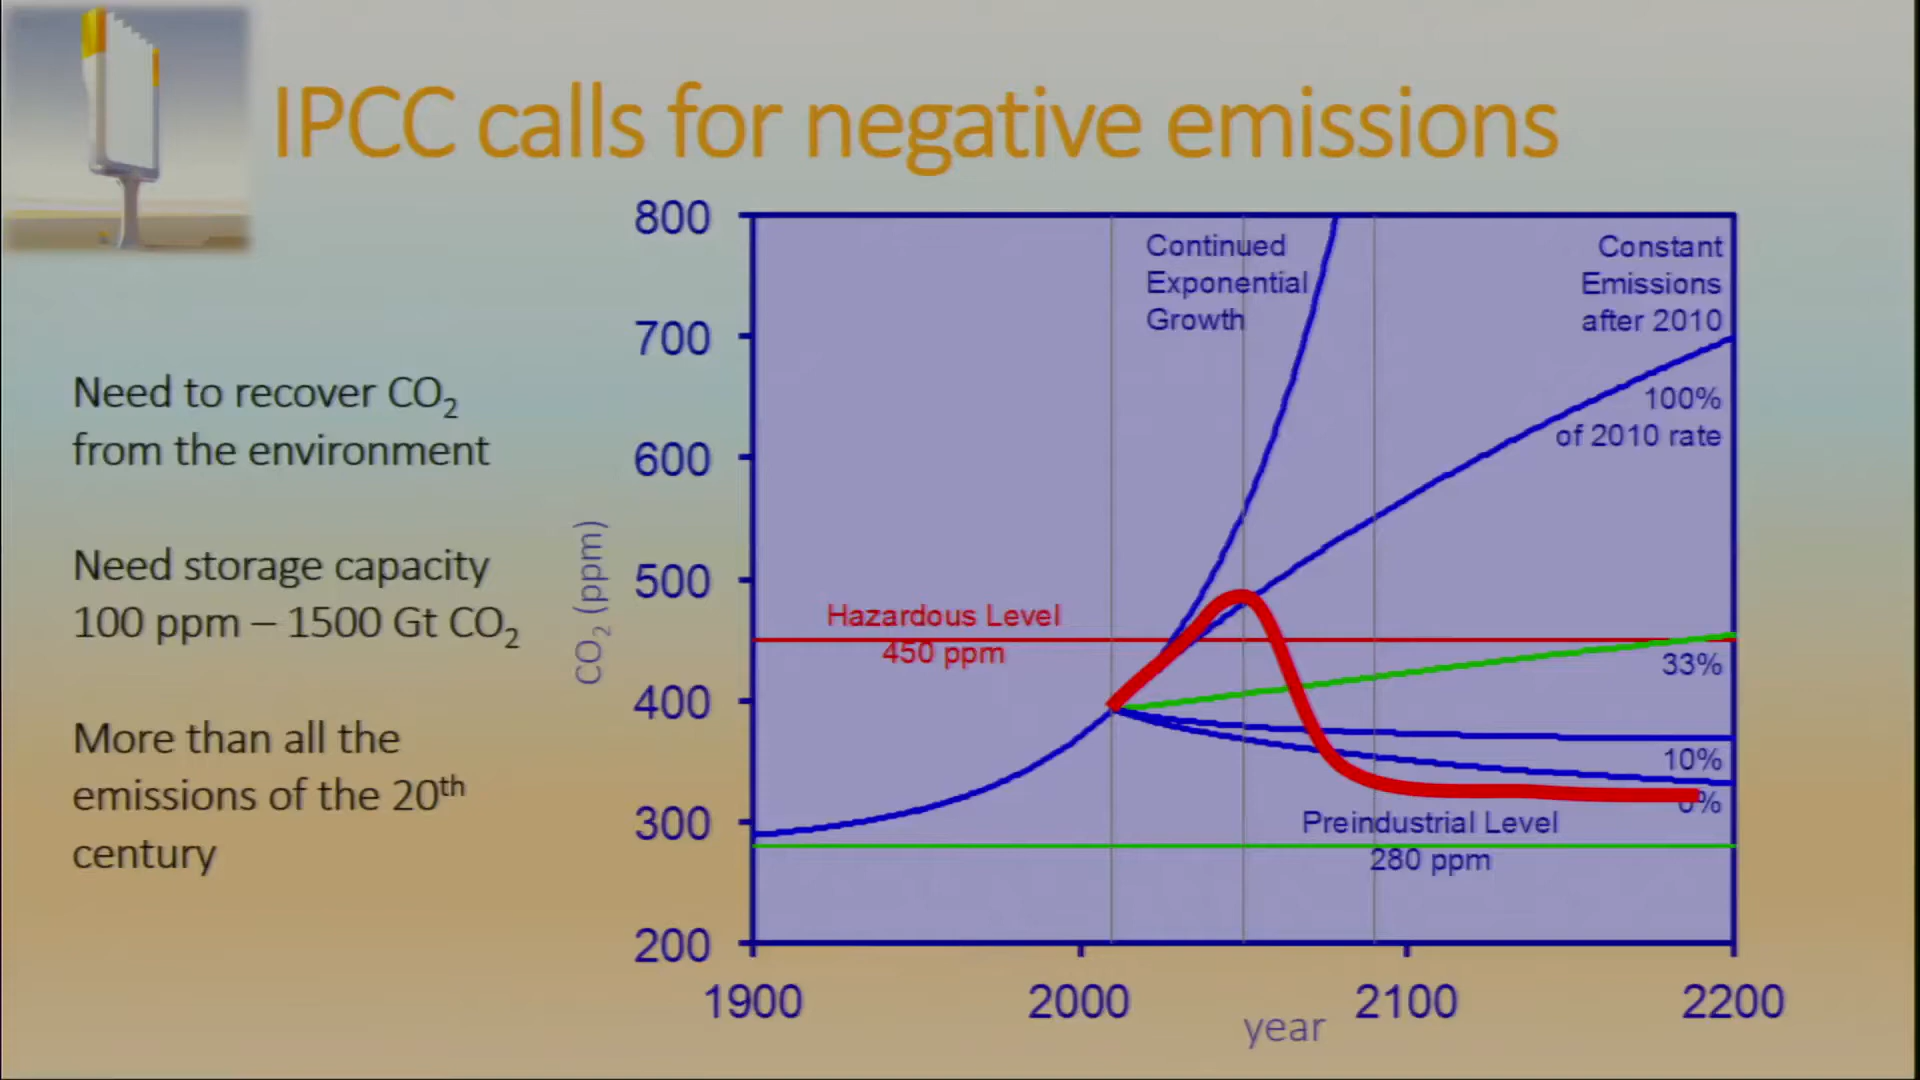 IPCC calls for negative emissions
Need to recover CO₂
from the environment
Need storage capacity
100 ppm – 1500 Gt CO₂
More than all the
emissions of the 20th
century
CO₂ (ppm)
800
700
600
500
400
300
200
1900
2000
2100
2200
year
Continued
Exponential
Growth
Constant
Emissions
after 2010
100%
of 2010 rate
Hazardous Level
450 ppm
33%
10%
0%
Preindustrial Level
280 ppm